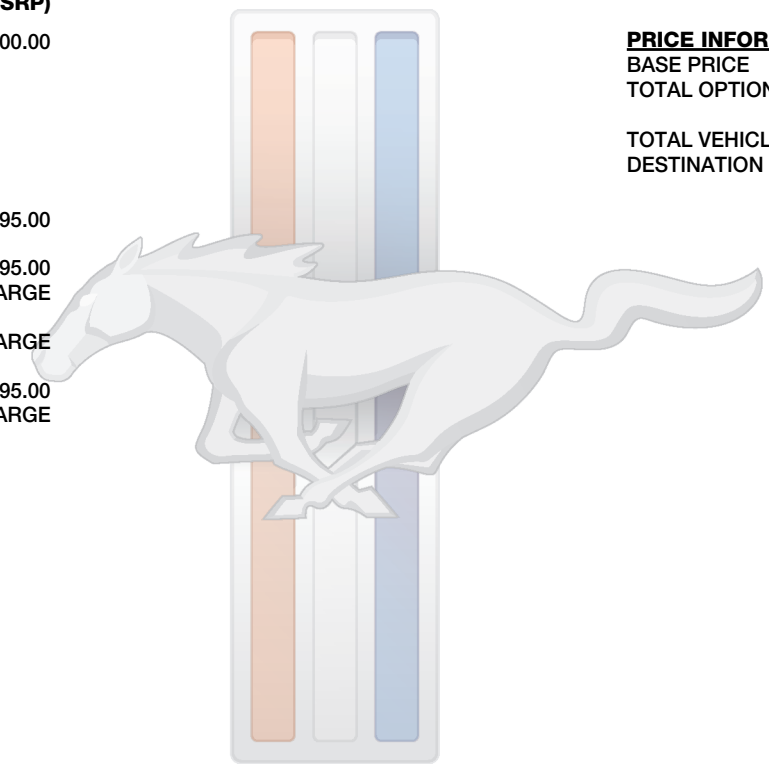 SRP)
00.00
95.00
95.00
ARGE
ARGE
95.00
ARGE
PRICE INFOR
BASE PRICE
TOTAL OPTION
TOTAL VEHICL
DESTINATION